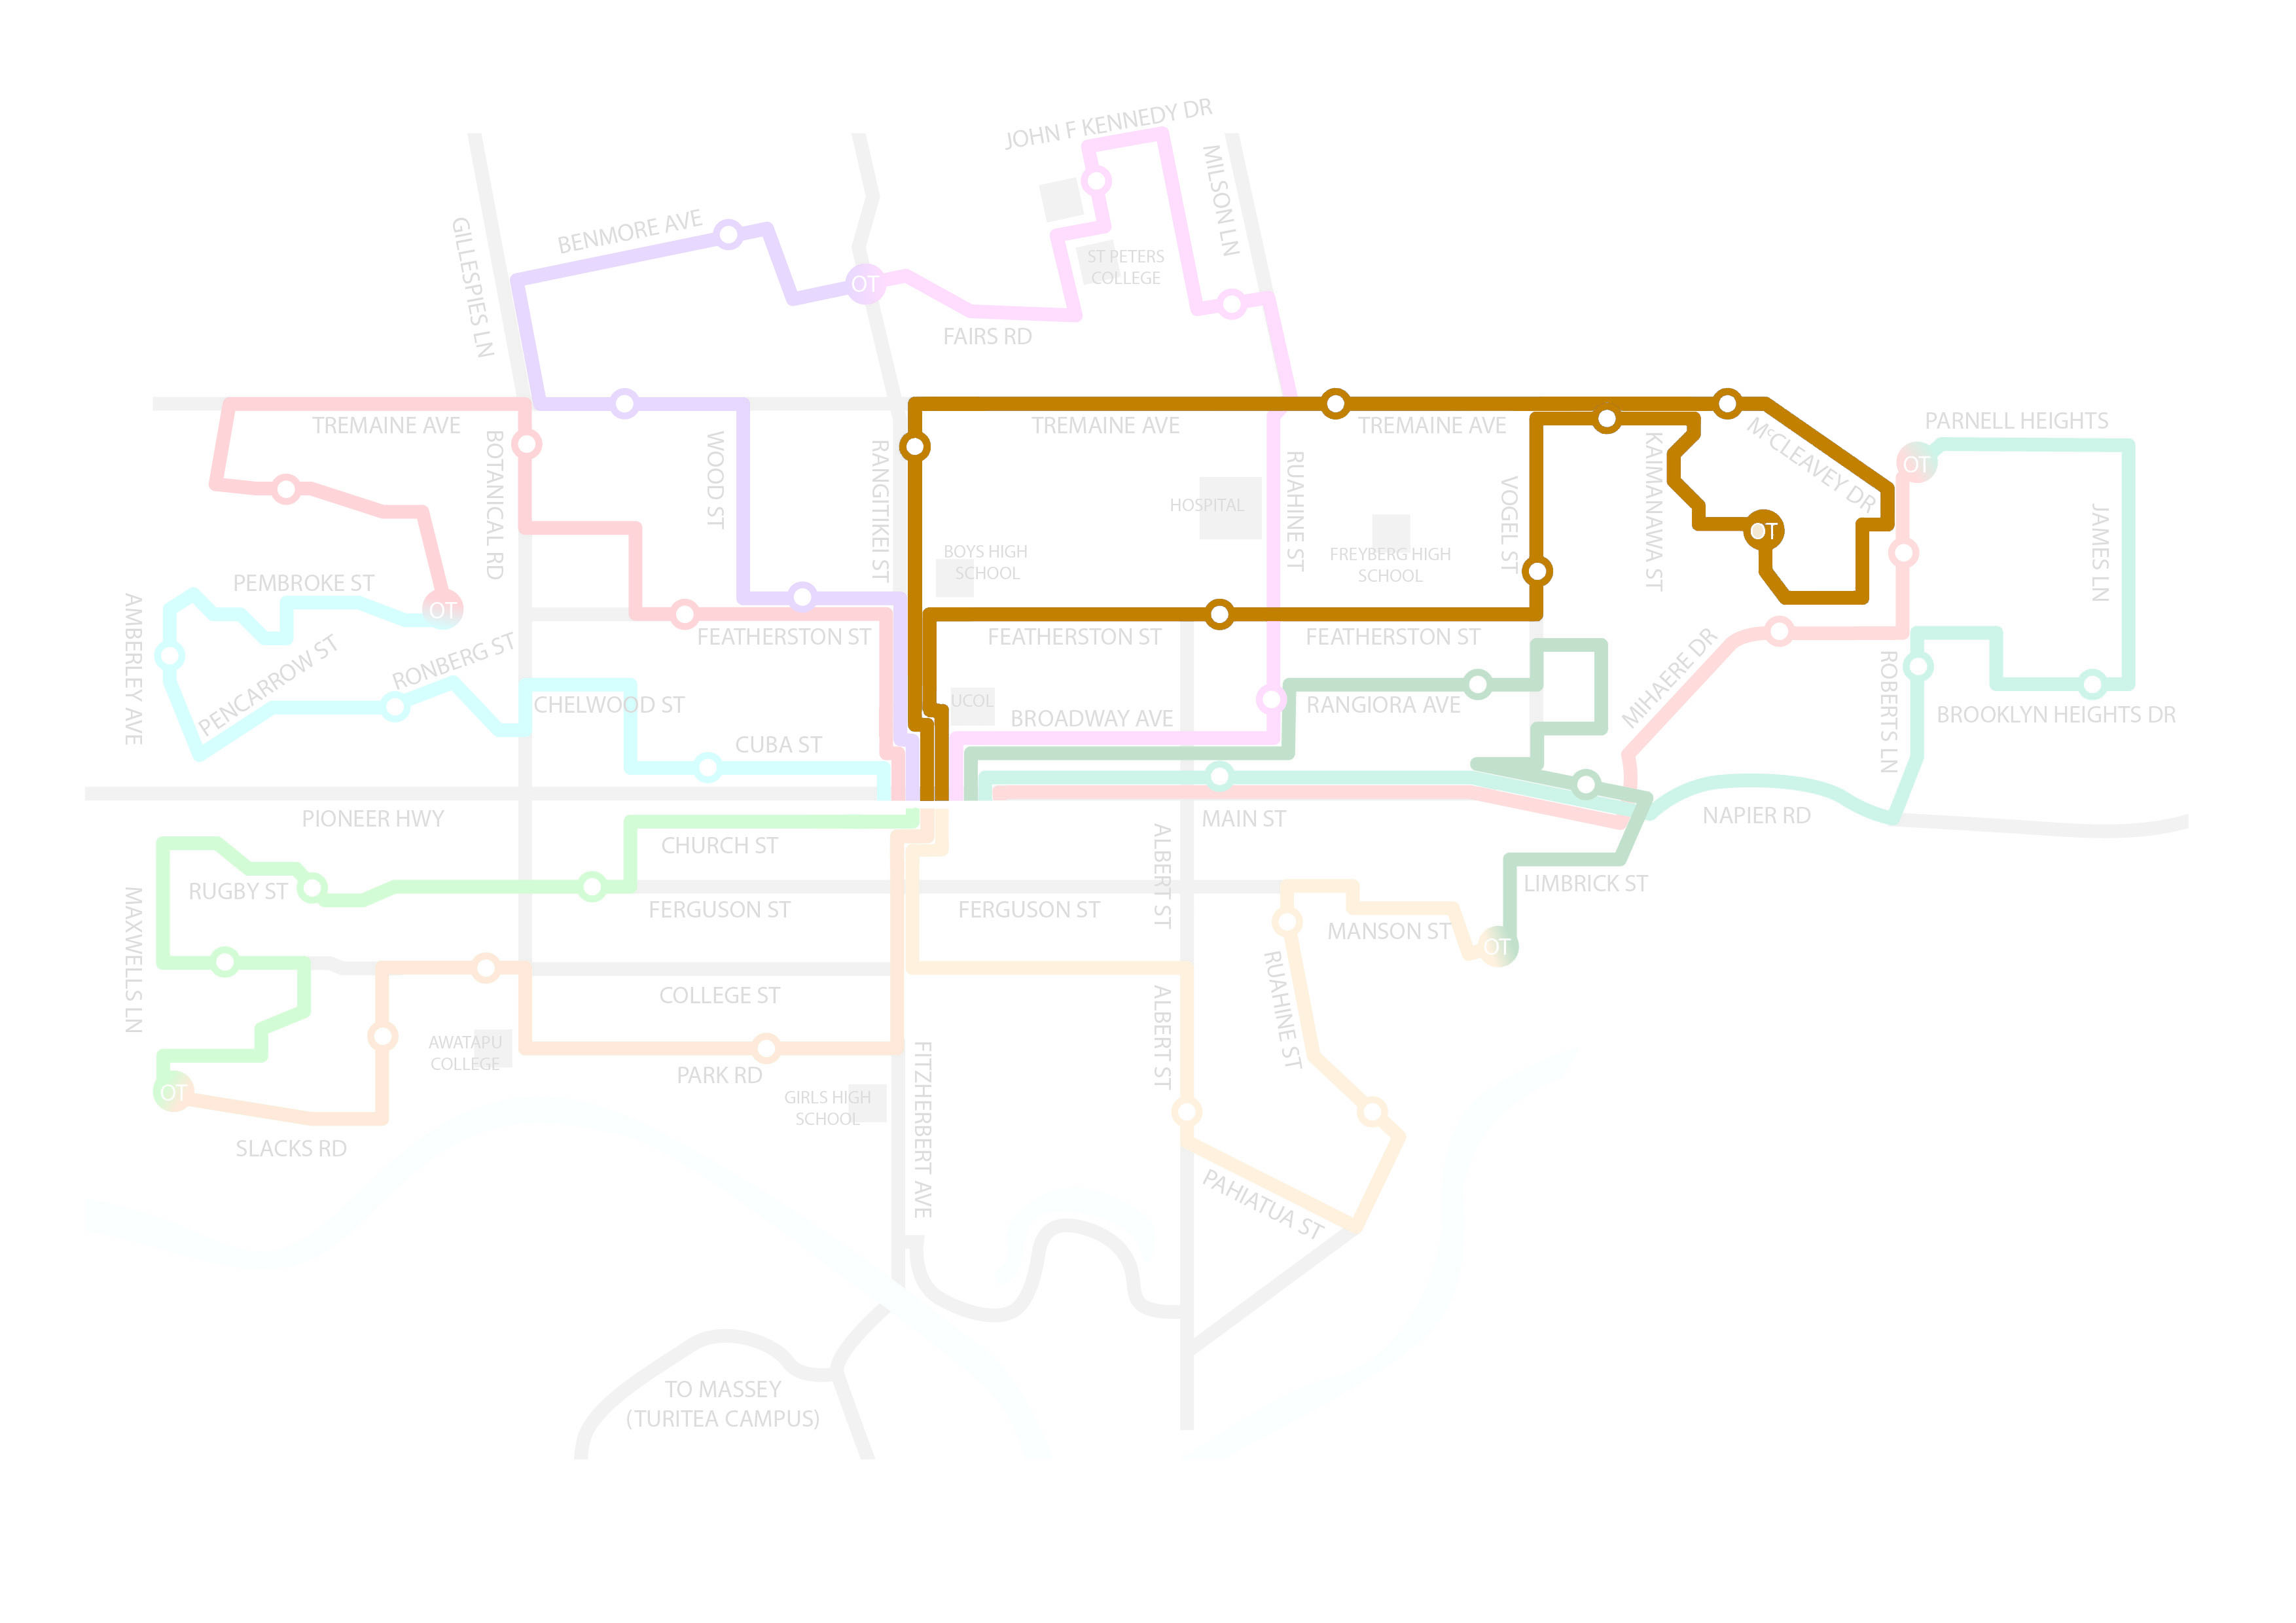 JOHN F KENNEDY DR
MILSON LN
GILLESPIES LN
BENMORE AVE
ST PETERS
COLLEGE
OT
FAIRS RD
TREMAINE AVE
TREMAINE AVE
TREMAINE AVE
PARNELL HEIGHTS
BOTANICAL RD
WOOD ST
RANGITIKEI ST
RUAHINE ST
VOGEL ST
KAIMANAWA ST
McCLEAVEY DR
OT
JAMES LN
HOSPITAL
OT
BOYS HIGH
SCHOOL
FREYBERG HIGH
SCHOOL
PEMBROKE ST
OT
AMBERLEY AVE
PENCARROW ST
RONBERG ST
FEATHERSTON ST
FEATHERSTON ST
FEATHERSTON ST
MIHAERE DR
ROBERTS LN
CHELWOOD ST
UCOL
BROADWAY AVE
RANGIORA AVE
BROOKLYN HEIGHTS DR
CUBA ST
PIONEER HWY
MAIN ST
NAPIER RD
CHURCH ST
ALBERT ST
RUGBY ST
FERGUSON ST
FERGUSON ST
LIMBRICK ST
MANSON ST
OT
MAXWELLS LN
COLLEGE ST
ALBERT ST
RUAHINE ST
AWATAPU
COLLEGE
PARK RD
OT
GIRLS HIGH
SCHOOL
FITZHERBERT AVE
SLACKS RD
PAHIATUA ST
TO MASSEY
(TURITEA CAMPUS)